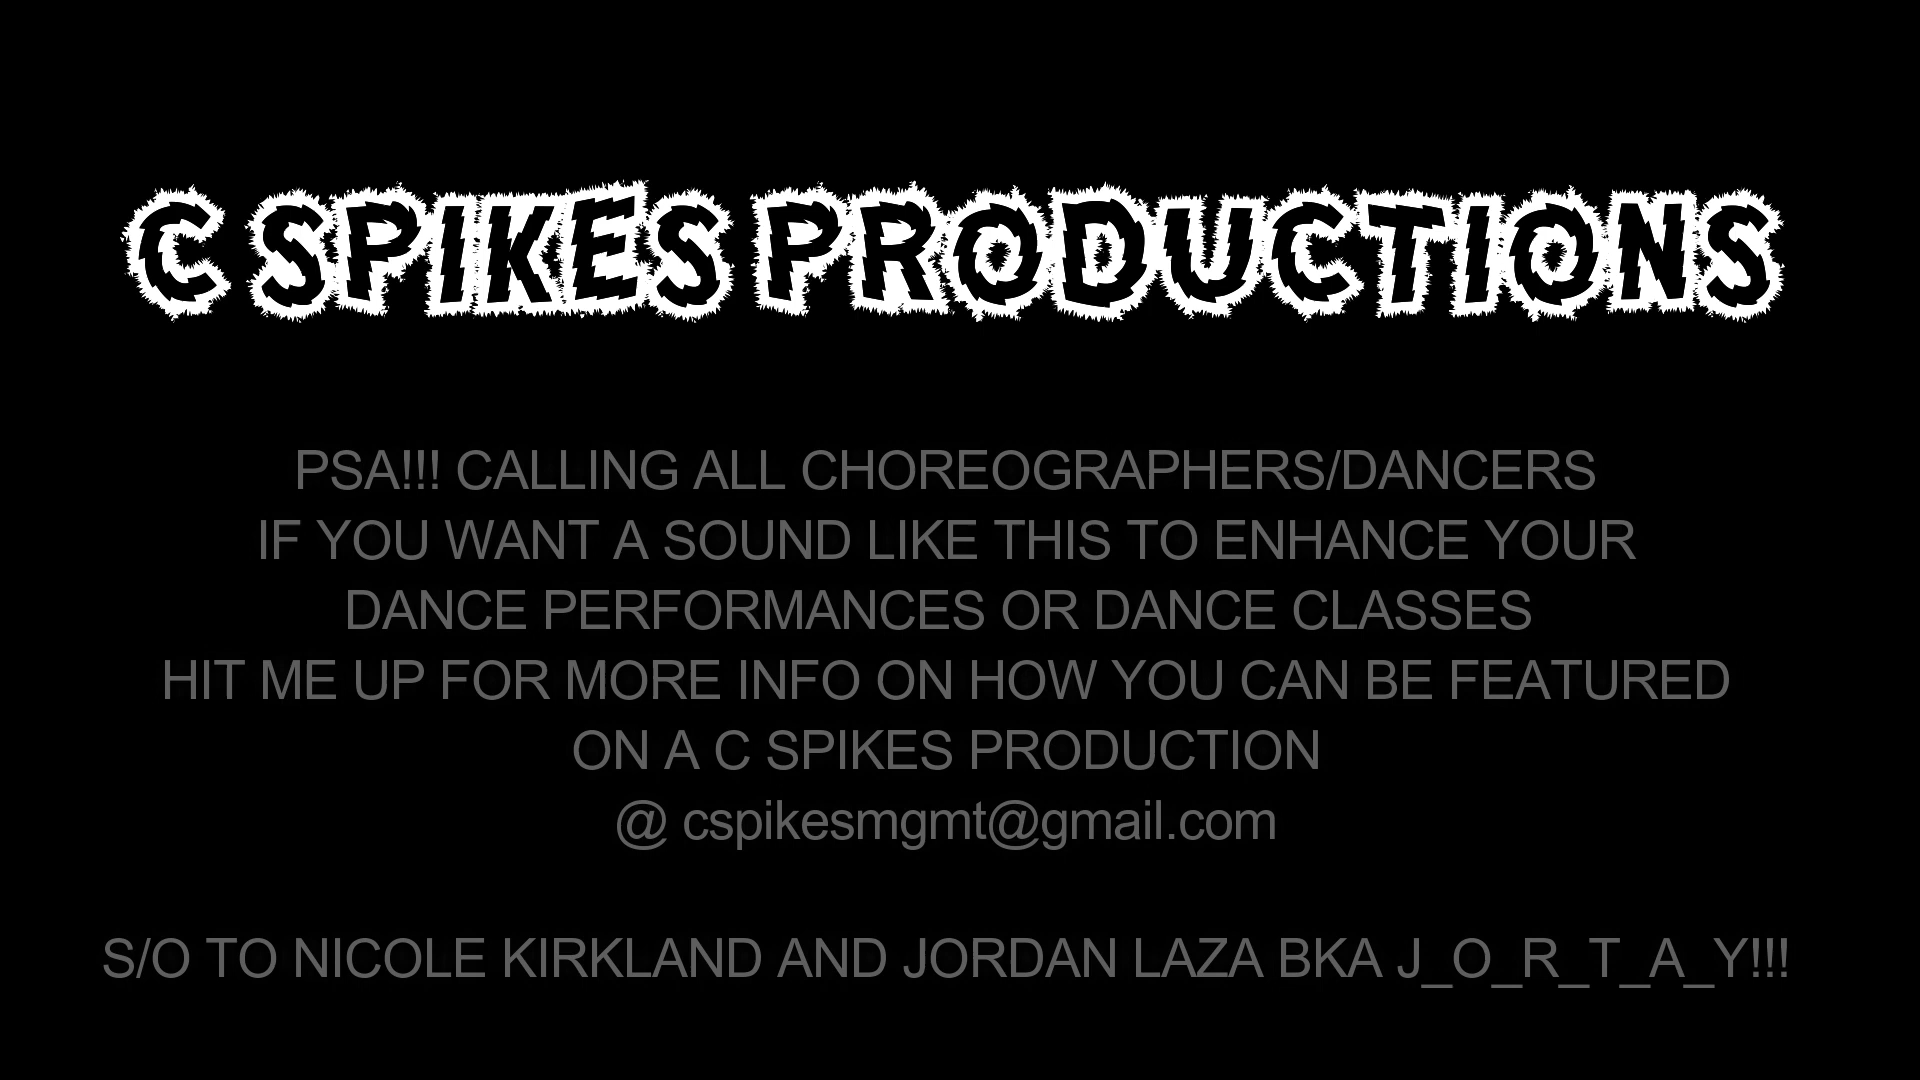 C SPIKES PRODUCTIONS
PSA!!! CALLING ALL CHOREOGRAPHERS/DANCERS
IF YOU WANT A SOUND LIKE THIS TO ENHANCE YOUR
DANCE PERFORMANCES OR DANCE CLASSES
HIT ME UP FOR MORE INFO ON HOW YOU CAN BE FEATURED
ON A C SPIKES PRODUCTION
@ cspikesmgmt@gmail.com
S/O TO NICOLE KIRKLAND AND JORDAN LAZA BKA J_O_R_T_A_Y!!!